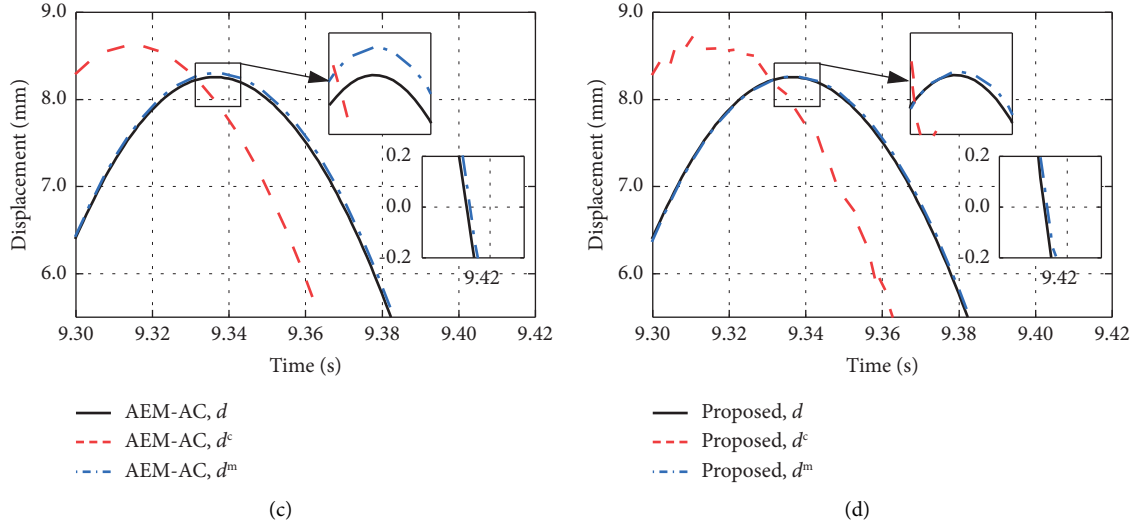 9.0
8.0
7.0
6.0
Displacement (mm)
9.30 9.32 9.34 9.36 9.38 9.40 9.42
Time (s)
0.2
0.0
-0.2
9.42
AEM-AC, d
AEM-AC, dᶜ
AEM-AC, dᵐ
(c)
9.0
8.0
7.0
6.0
Displacement (mm)
9.30 9.32 9.34 9.36 9.38 9.40 9.42
Time (s)
0.2
0.0
-0.2
9.42
Proposed, d
Proposed, dᶜ
Proposed, dᵐ
(d)